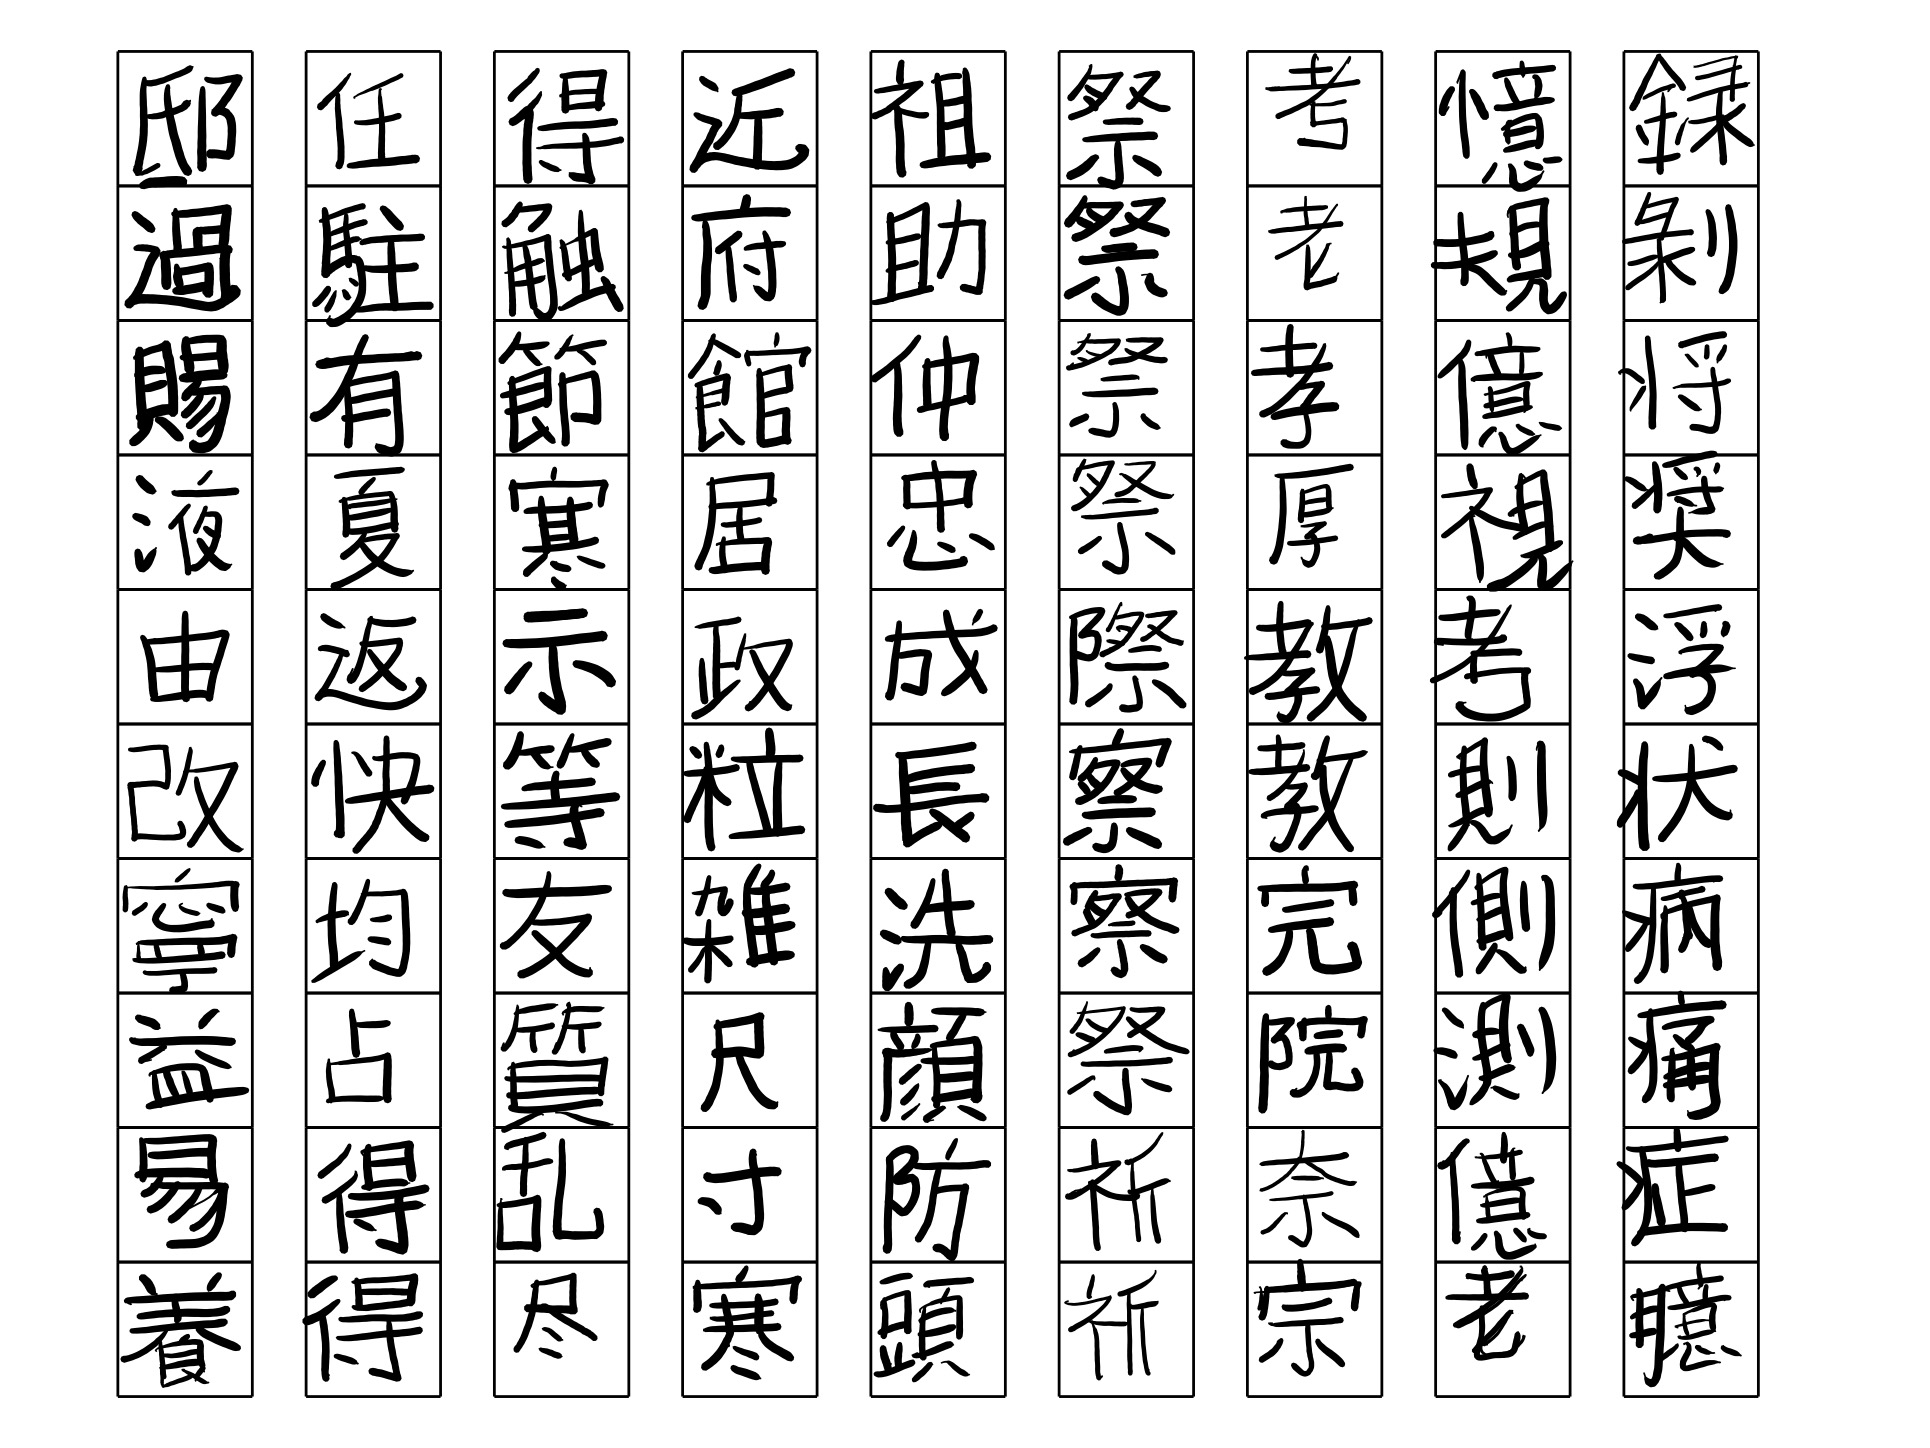 録剝将奨浮状病痛症臆
憶規億視考則側測億老
考老孝厚教教完院奈宗
祭祭祭祭際察察祭祈祈
祖助仲忠成長洗顔防頭
近府館居政粒雑尺寸寒
得触節寒示等友質乱尽
任駐有夏返快均占得得
邸過賜液由改寧益易養